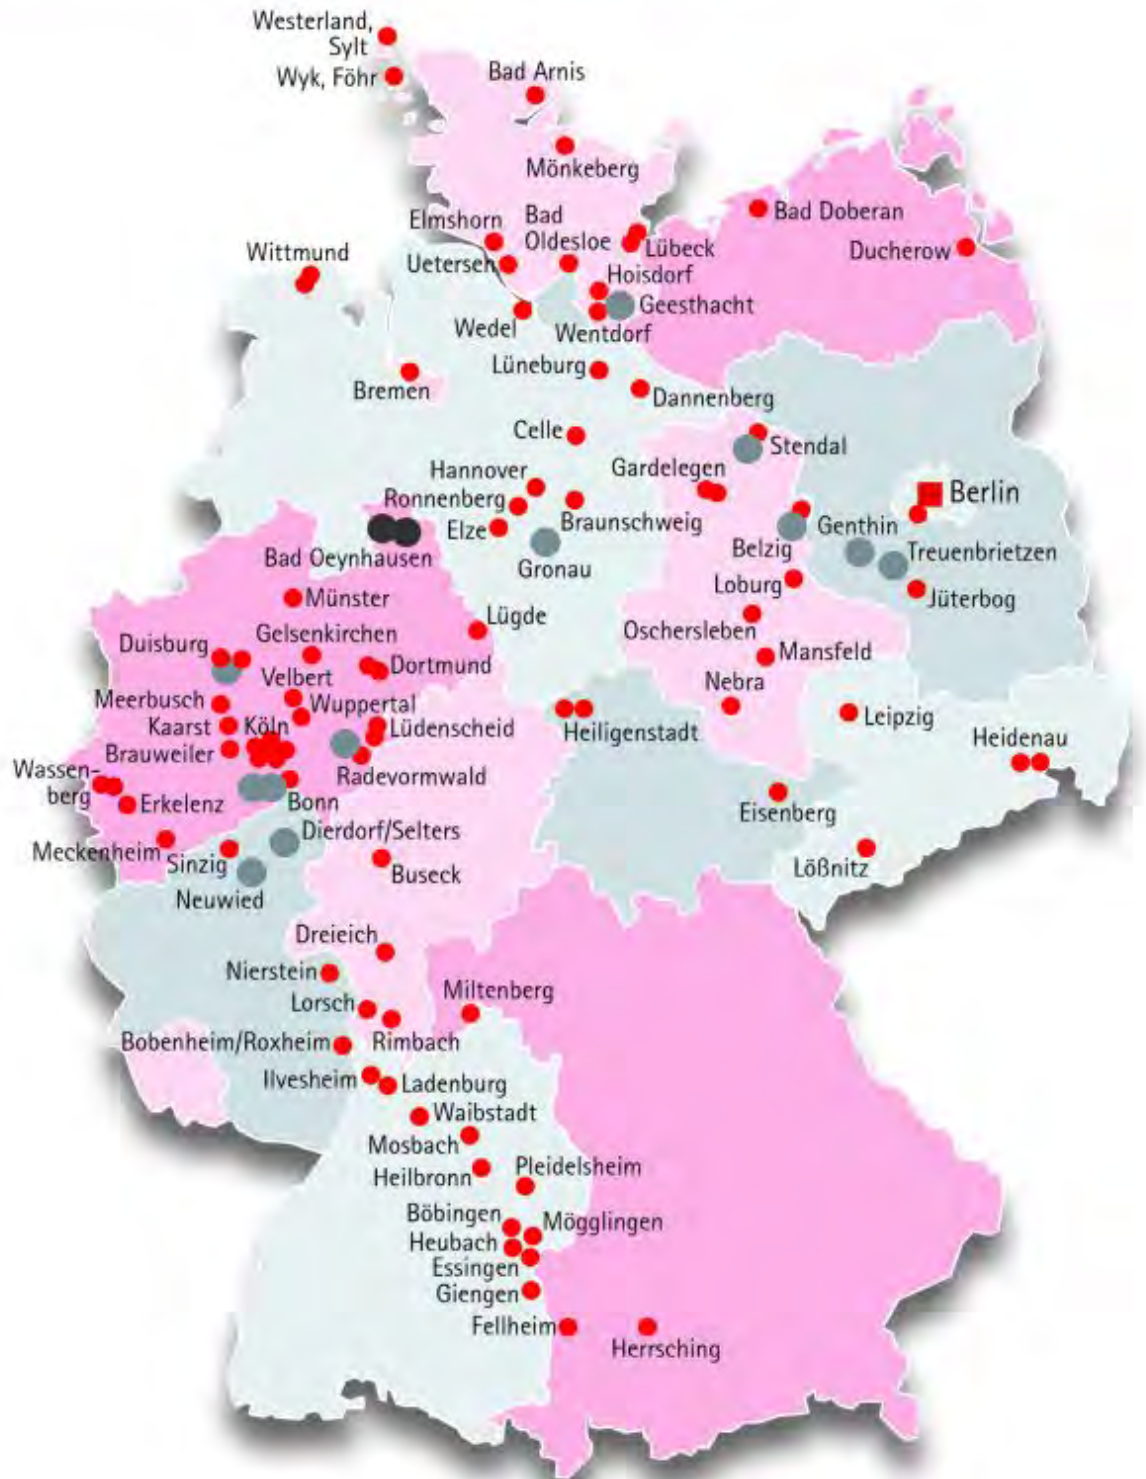 Westerland,
Sylt
Wyk, Föhr
Bad Arnis
Mönkeberg
Elmshorn
Bad
Oldesloe
Lübeck
Bad Doberan
Ducherow
Wittmund
Uetersen
Hoisdorf
Geesthacht
Wedel
Wentdorf
Lüneburg
Bremen
Dannenberg
Celle
Stendal
Hannover
Gardelegen
Ronnenberg
Berlin
Elze
Braunschweig
Genthin
Bad Oeynhausen
Gronau
Belzig
Treuenbrietzen
Loburg
Jüterbog
Münster
Lügde
Oschersleben
Duisburg
Gelsenkirchen
Mansfeld
Velbert
Dortmund
Nebra
Meerbusch
Wuppertal
Kaarst
Köln
Lüdenscheid
Heiligenstadt
Leipzig
Heidenau
Brauweiler
Radevormwald
Wassen-
berg
Erkelenz
Bonn
Eisenberg
Dierdorf/Selters
Meckenheim
Sinzig
Buseck
Lößnitz
Neuwied
Dreieich
Nierstein
Lorsch
Miltenberg
Bobenheim/Roxheim
Rimbach
Ilvesheim
Ladenburg
Waibstadt
Mosbach
Heilbronn
Pleidelsheim
Böbingen
Mögglingen
Heubach
Essingen
Giengen
Fellheim
Herrsching